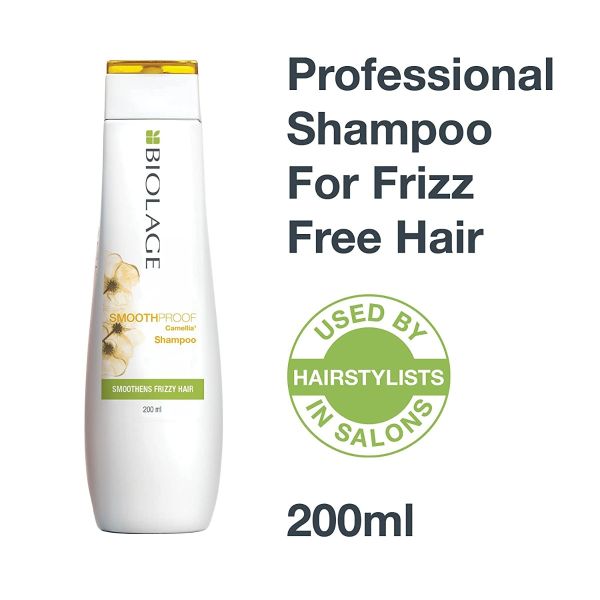 BIOLAGE
SMOOTHPROOF
Camellia¹
Shampoo
SMOOTHENS FRIZZY HAIR
200 ml
Professional
Shampoo
For Frizz
Free Hair
USED BY
HAIRSTYLISTS
IN SALONS
200ml